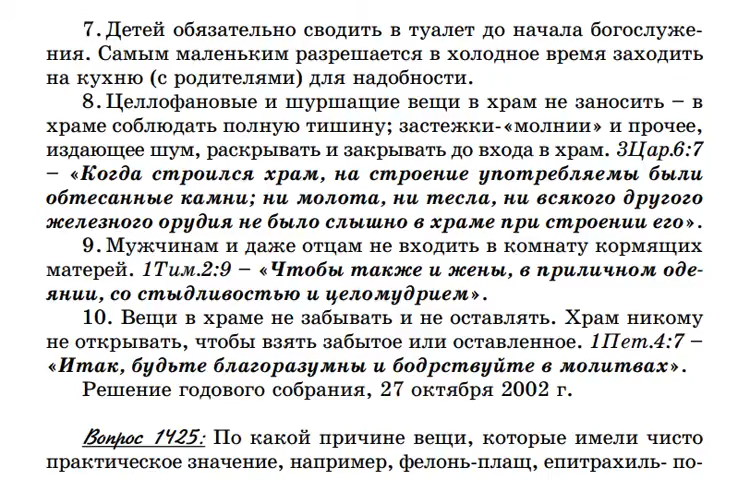 7. Детей обязательно сводить в туалет до начала богослуже-
ния. Самым маленьким разрешается в холодное время заходить
на кухню (с родителями) для надобности.
8. Целлофановые и шуршащие вещи в храм не заносить – в
храме соблюдать полную тишину; застежки-«молнии» и прочее,
издающее шум, раскрывать и закрывать до входа в храм. 3Цар.6:7
– «Когда строился храм, на строение употребляемы были
обтесанные камни; ни молота, ни тесла, ни всякого другого
железного орудия не было слышно в храме при строении его».
9. Мужчинам и даже отцам не входить в комнату кормящих
матерей. 1Тим.2:9 – «Чтобы также и жены, в приличном оде-
янии, со стыдливостью и целомудрием».
10. Вещи в храме не забывать и не оставлять. Храм никому
не открывать, чтобы взять забытое или оставленное. 1Пет.4:7 –
«Итак, будьте благоразумны и бодрствуйте в молитвах».
Решение годового собрания, 27 октября 2002 г.
Вопрос 1425: По какой причине вещи, которые имели чисто
практическое значение, например, фелонь-плащ, епитрахиль- по-